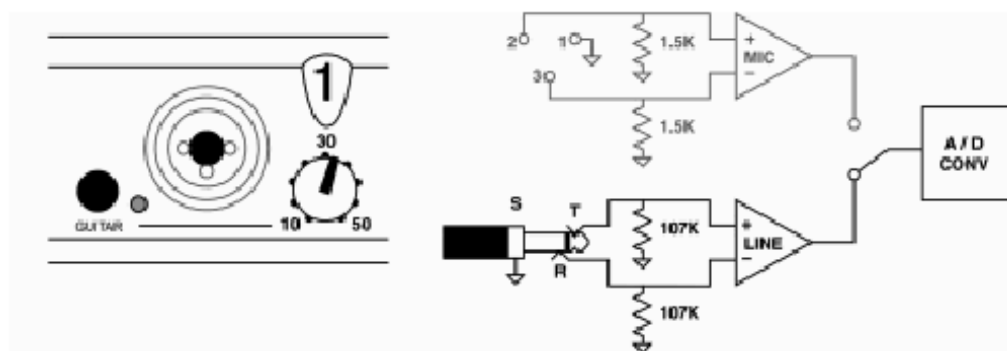 1
30
10
50
GUITAR
2
1
3
1.5K
+
MIC
−
1.5K
A / D
CONV
S
T
R
107K
+
LINE
−
107K